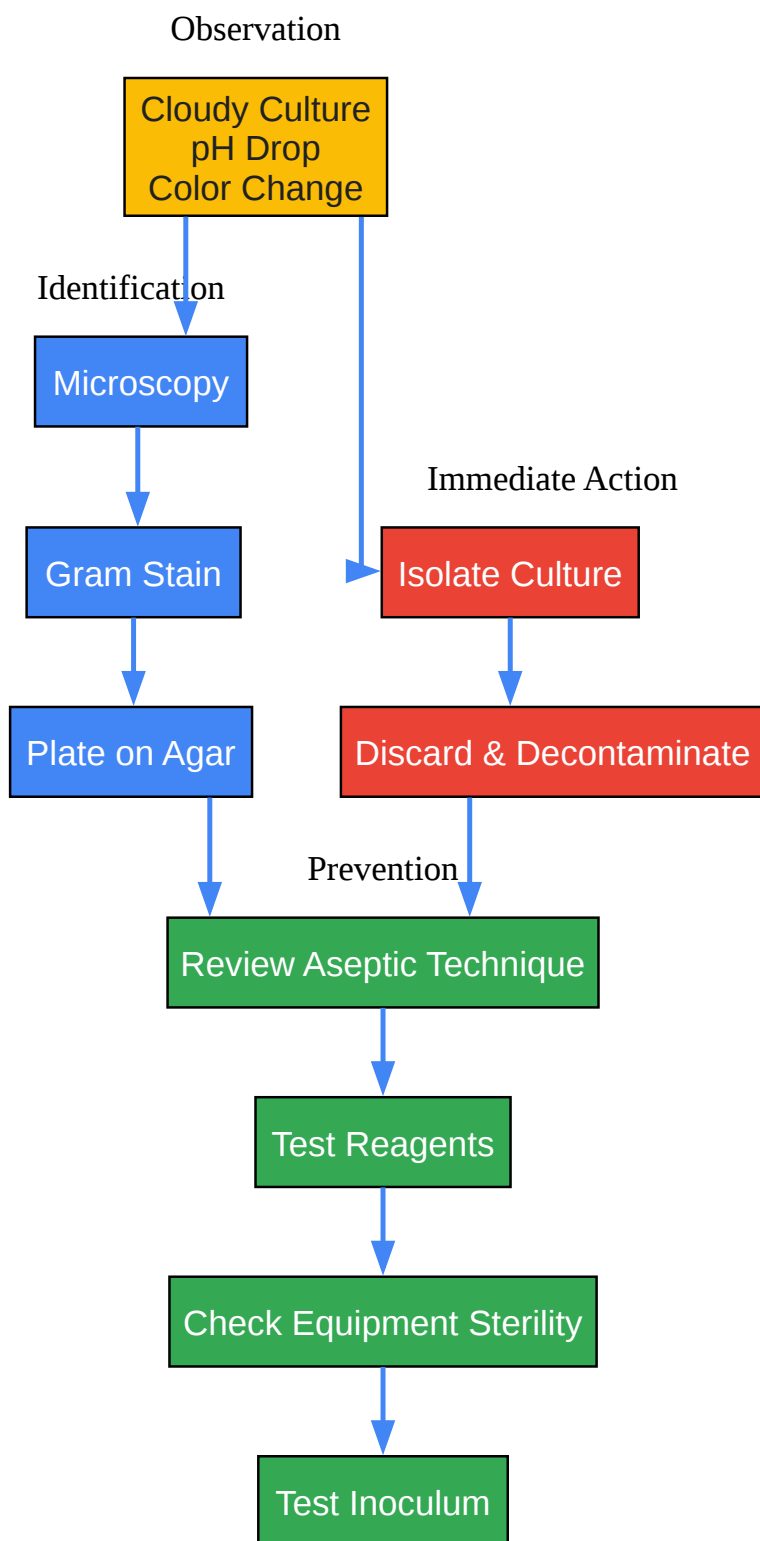 Observation
Cloudy Culture
pH Drop
Color Change
Identification
Microscopy
Immediate Action
Gram Stain
Isolate Culture
Plate on Agar
Discard & Decontaminate
Prevention
Review Aseptic Technique
Test Reagents
Check Equipment Sterility
Test Inoculum